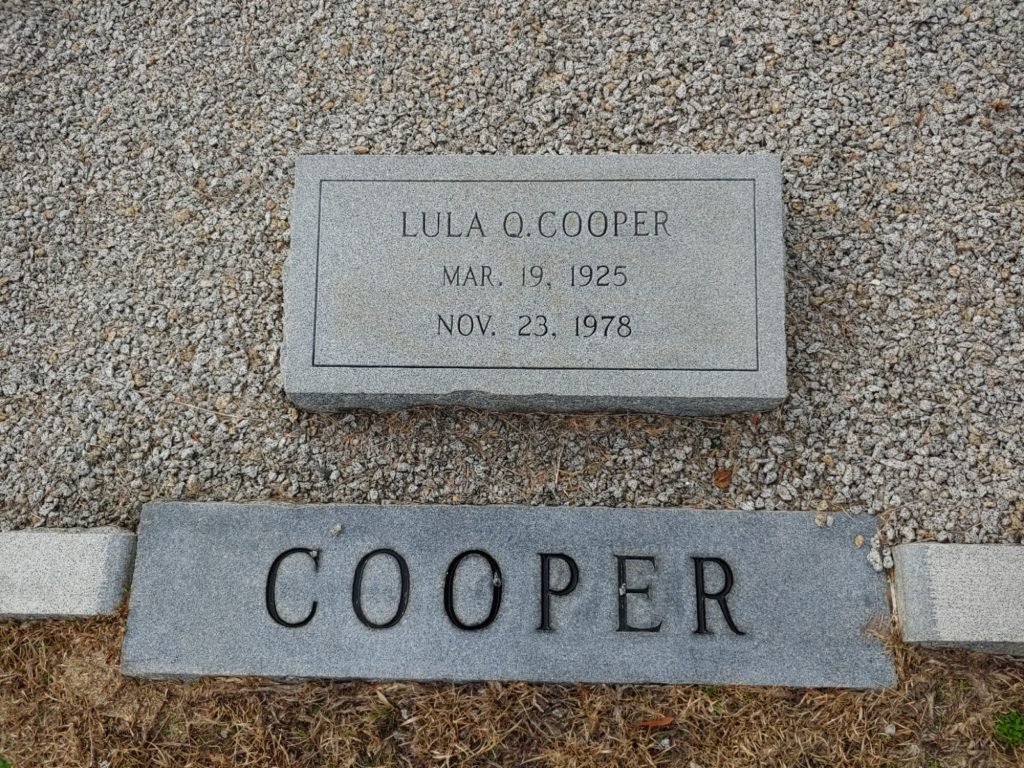 LULA Q. COOPER
MAR. 19, 1925
NOV. 23, 1978
COOPER